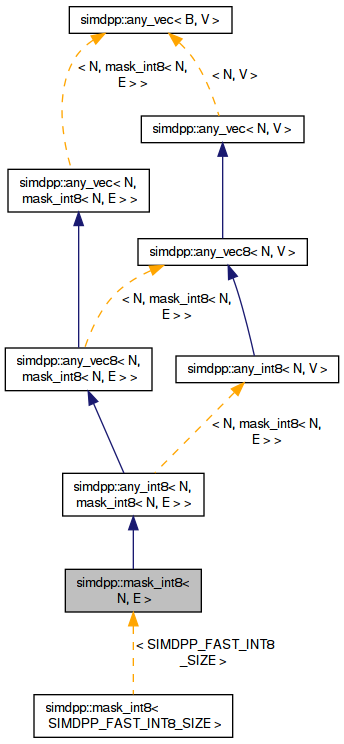 simdpp::any_vec< B, V >
< N, mask_int8< N,
E > >
< N, V >
simdpp::any_vec< N, V >
simdpp::any_vec< N,
mask_int8< N, E > >
simdpp::any_vec8< N, V >
< N, mask_int8< N,
E > >
simdpp::any_vec8< N,
mask_int8< N, E > >
simdpp::any_int8< N, V >
< N, mask_int8< N,
E > >
simdpp::any_int8< N,
mask_int8< N, E > >
simdpp::mask_int8<
N, E >
< SIMDPP_FAST_INT8
_SIZE >
simdpp::mask_int8<
SIMDPP_FAST_INT8_SIZE >